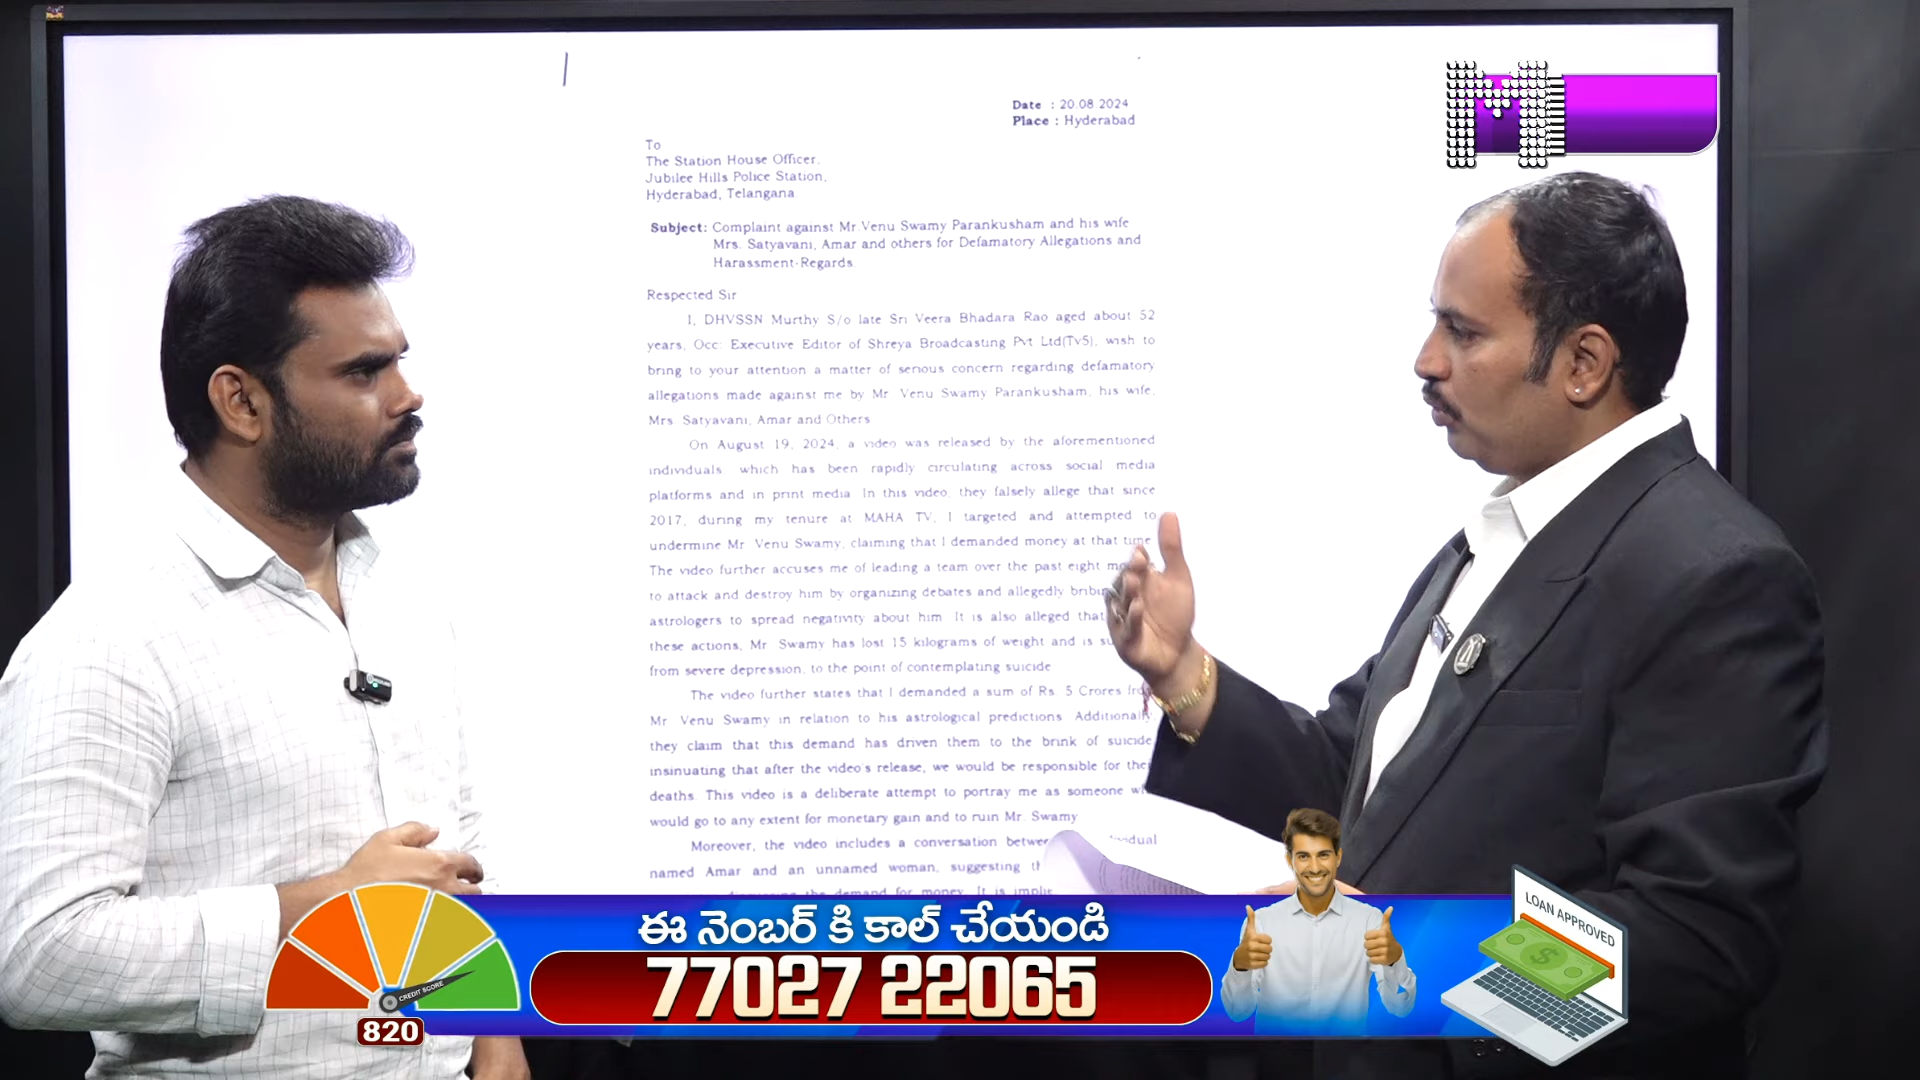 Date : 20.08.2024
Place : Hyderabad
To
The Station House Officer,
Jubilee Hills Police Station,
Hyderabad, Telangana
Subject: Complaint against Mr.Venu Swamy Parankusham and his wife
Mrs. Satyavani, Amar and others for Defamatory Allegations and
Harassment-Regards
Respected Sir
I, DHVSSN Murthy S/o late Sri Veera Bhadara Rao aged about 52
years, Occ: Executive Editor of Shreya Broadcasting Pvt Ltd(Tv5), wish to
bring to your attention a matter of serious concern regarding defamatory
allegations made against me by Mr Venu Swamy Parankusham, his wife,
Mrs Satyavani, Amar and Others
On August 19, 2024, a video was released by the aforementioned
individuals which has been rapidly circulating across social media
platforms and in print media In this video, they falsely allege that since
2017, during my tenure at MAHA TV, I targeted and attempted to
undermine Mr Venu Swamy, claiming that I demanded money at that time
The video further accuses me of leading a team over the past eight
to attack and destroy him by organizing debates and allegedly
astrologers to spread negativity about him It is also alleged that
these actions, Mr Swamy has lost 15 kilograms of weight and is
from severe depression, to the point of contemplating suicide
The video further states that I demanded a sum of Rs 5 Crores
Mr Venu Swamy in relation to his astrological predictions Additionally
they claim that this demand has driven them to the brink of suicide
insinuating that after the video's release, we would be responsible for
deaths. This video is a deliberate attempt to portray me as someone
would go to any extent for monetary gain and to ruin Mr. Swamy
Moreover, the video includes a conversation
named Amar and an unnamed woman, suggesting
the demand for money. It is
M
ఈ నెంబర్ కి కాల్ చేయండి
77027 22065
CREDIT SCORE
820
LOAN APPROVED